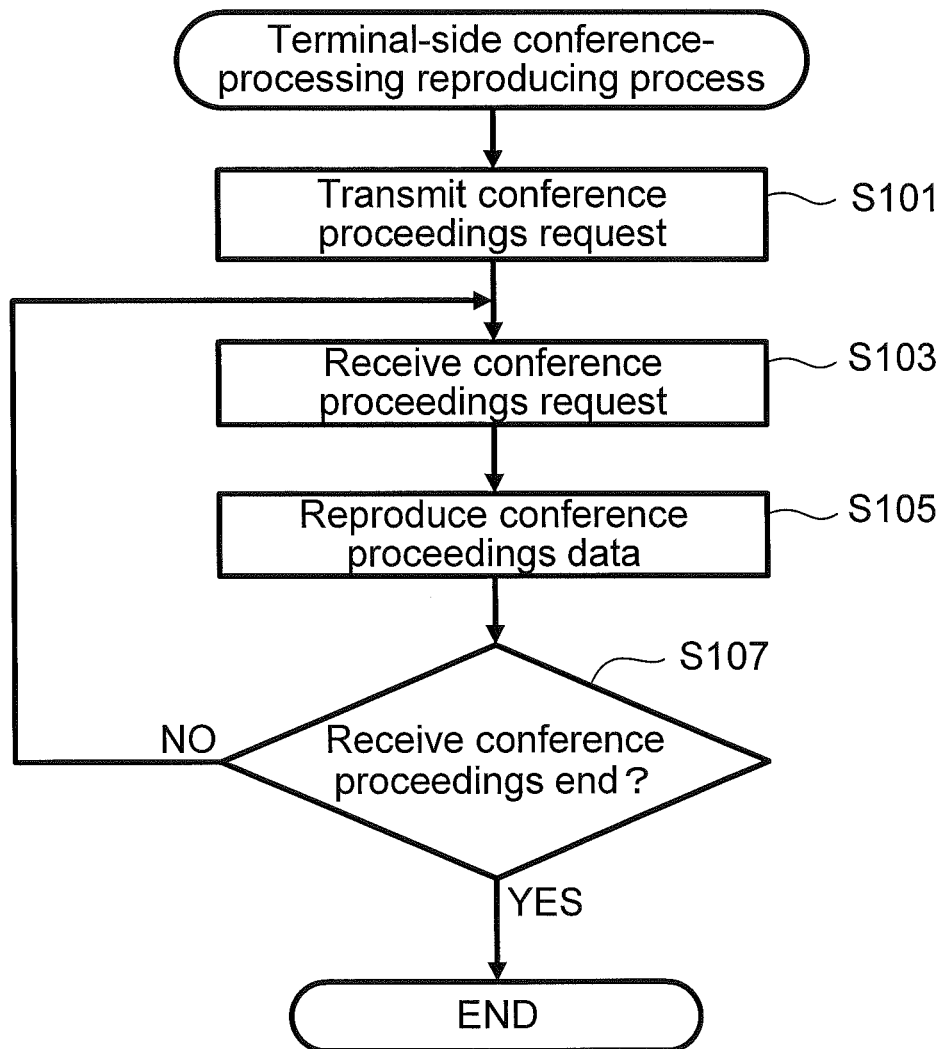 Terminal-side conference-
processing reproducing process
Transmit conference
proceedings request
S101
Receive conference
proceedings request
S103
Reproduce conference
proceedings data
S105
S107
Receive conference
proceedings end?
NO
YES
END